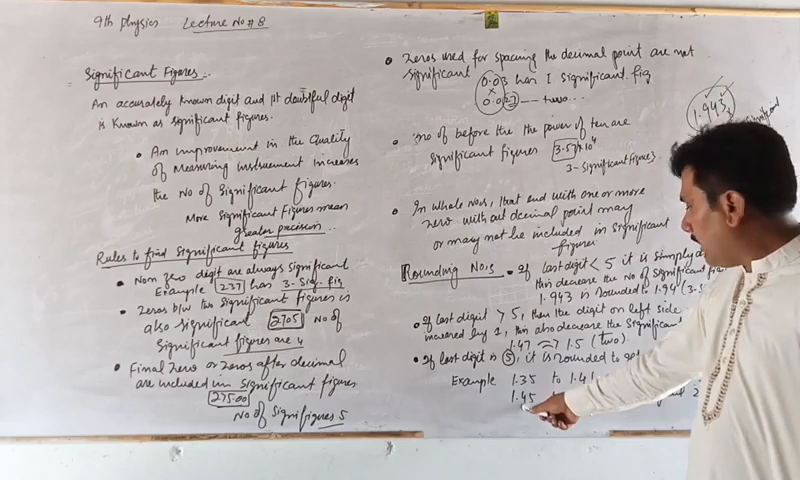 9th Physics Lecture No # 8
Significant Figures :.
An accurately known digit and 1st doubtful digit
is known as significant figures.
• An improvement in the Quality
of Measuring instruement increases
the No of Significant figures.
More Significant Figures mean
greater precision..
Rules to find Significant figures
• Non zero digit are always Significant
Example 237 has 3-Sig. fig
• Zeros b/w two Significant figures is
also Significant 2705 No of
Significant figures are 4
• Final Zero or Zeros after decimal
are included in Significant figures
275.00
No of Signifigures 5
• Zeros used for spacing the decimal point are not
significant 0.03 has 1 significant. fig
0.027 --- two...
• no of before the the power of ten are
significant figures 3.57 x 10⁴
3-Significant figures
1.943
• In whole Nos, that end with one or more
zero with out decimal point may
or may not be included in Significant
figures
Rounding No,s • If last digit < 5 it is simply
this decrease the No of Significant fig
1.943 is rounded to 1.94 (3-S
• If last digit > 5, then the digit on left side
increased by 1, this also decrease the Significant
1.47 ⇒ 1.5 (two).
• If last digit is 5, it is rounded to get
Example 1.35 to 1.4
1.45